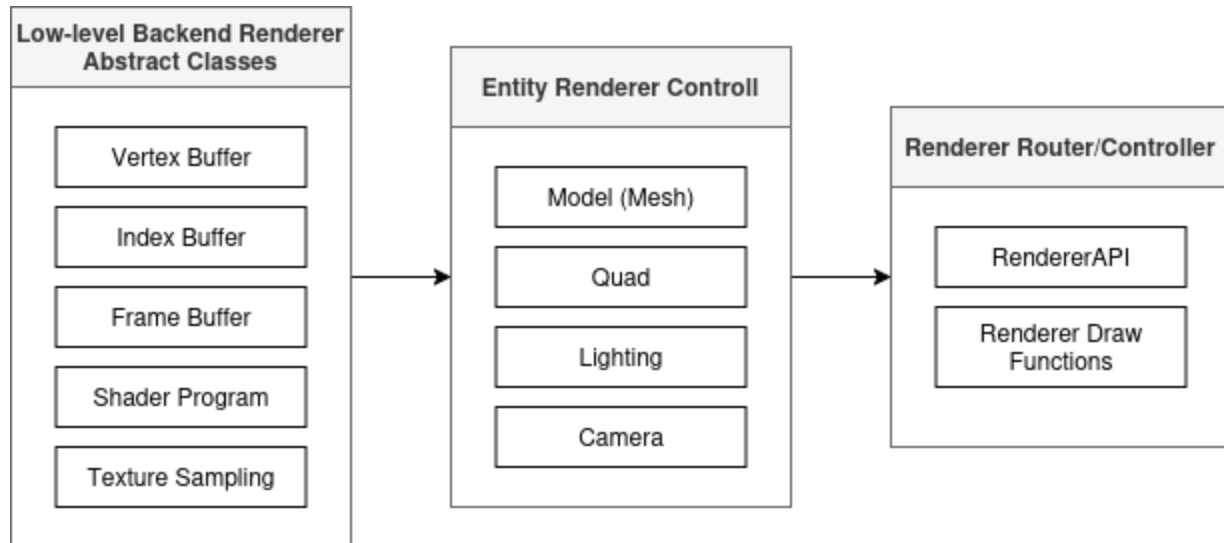 Low-level Backend Renderer
Abstract Classes
Vertex Buffer
Index Buffer
Frame Buffer
Shader Program
Texture Sampling
Entity Renderer Controll
Model (Mesh)
Quad
Lighting
Camera
Renderer Router/Controller
RendererAPI
Renderer Draw
Functions